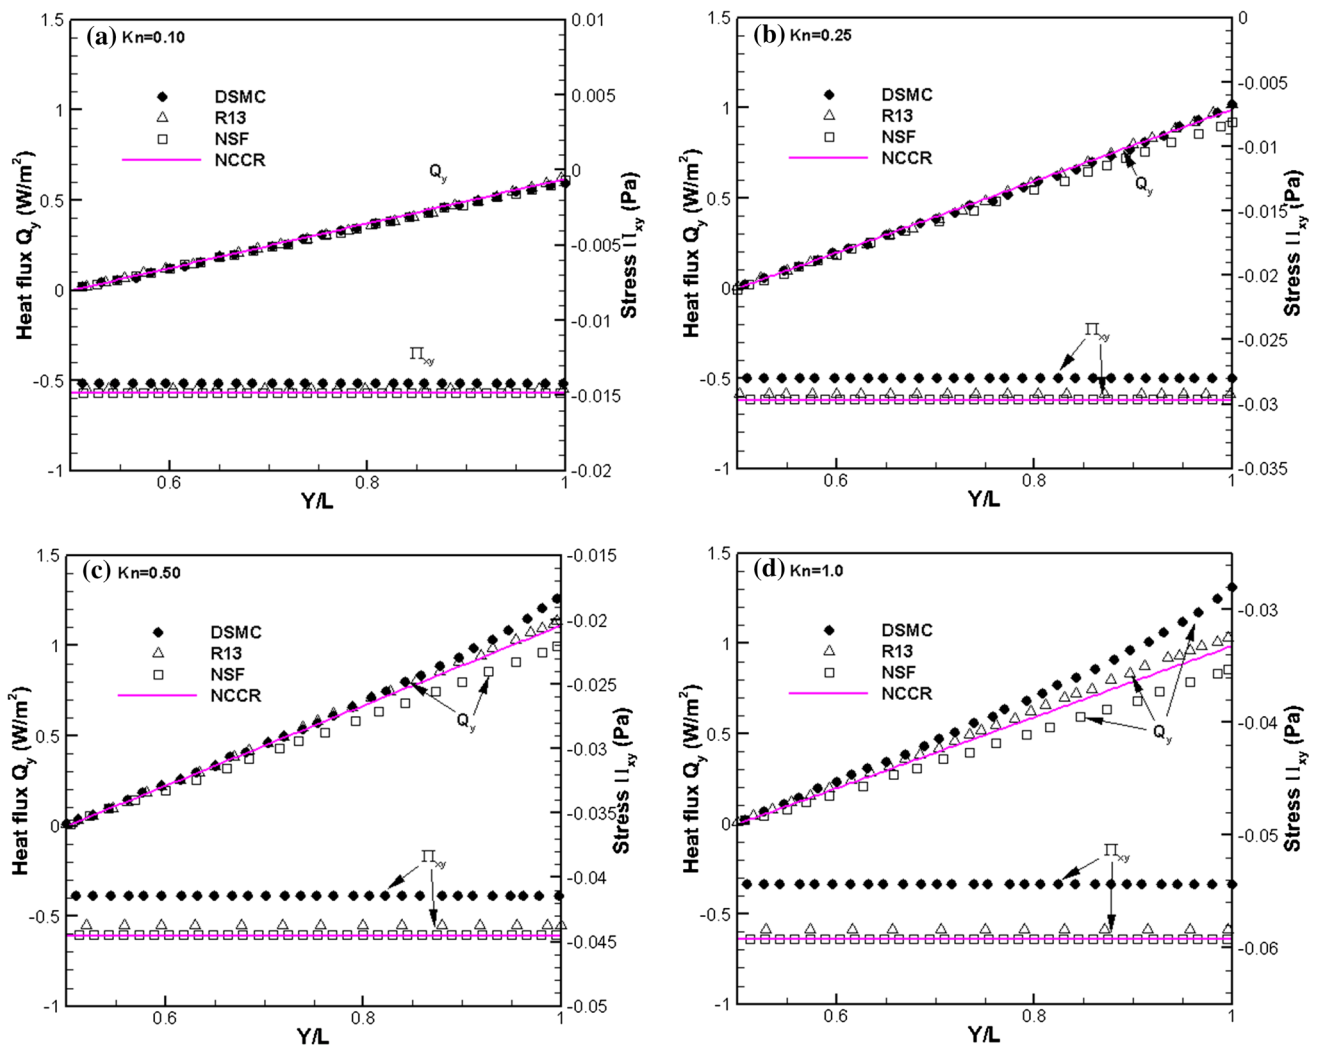 (a) Kn=0.10
DSMC
R13
NSF
NCCR
Q_y
Π_xy
1.5
1
0.5
0
-0.5
-1
Heat flux Q_y (W/m²)
0.6
0.8
1
Y/L
0.01
0.005
0
-0.005
-0.01
-0.015
-0.02
Stress Π_xy (Pa)
(b) Kn=0.25
DSMC
R13
NSF
NCCR
Q_y
Π_xy
1.5
1
0.5
0
-0.5
-1
Heat flux Q_y (W/m²)
0.6
0.8
1
Y/L
0
-0.005
-0.01
-0.015
-0.02
-0.025
-0.03
-0.035
Stress Π_xy (Pa)
(c) Kn=0.50
DSMC
R13
NSF
NCCR
Q_y
Π_xy
1.5
1
0.5
0
-0.5
-1
Heat flux Q_y (W/m²)
0.6
0.8
1
Y/L
-0.015
-0.02
-0.025
-0.03
-0.035
-0.04
-0.045
-0.05
Stress Π_xy (Pa)
(d) Kn=1.0
DSMC
R13
NSF
NCCR
Q_y
Π_xy
1.5
1
0.5
0
-0.5
-1
Heat flux Q_y (W/m²)
0.6
0.8
1
Y/L
-0.03
-0.04
-0.05
-0.06
Stress Π_xy (Pa)